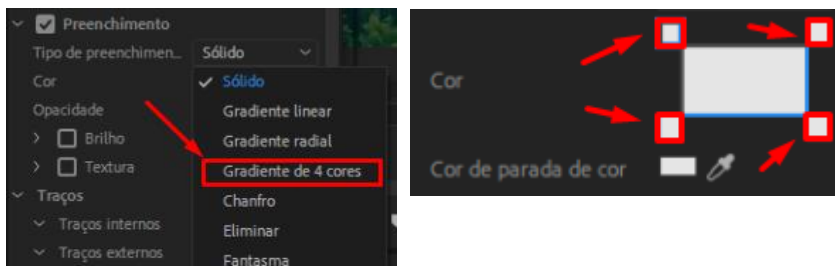 Preenchimento
Tipo de preenchimen... Sólido
Cor
Sólido
Opacidade
Gradiente linear
Brilho
Gradiente radial
Textura
Gradiente de 4 cores
Traços
Chanfro
Traços internos
Eliminar
Traços externos
Fantasma
Cor
Cor de parada de cor